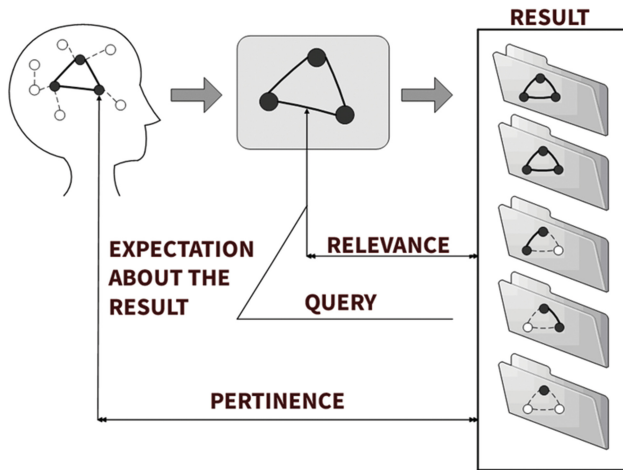 RESULT
EXPECTATION
ABOUT THE
RESULT
RELEVANCE
QUERY
PERTINENCE